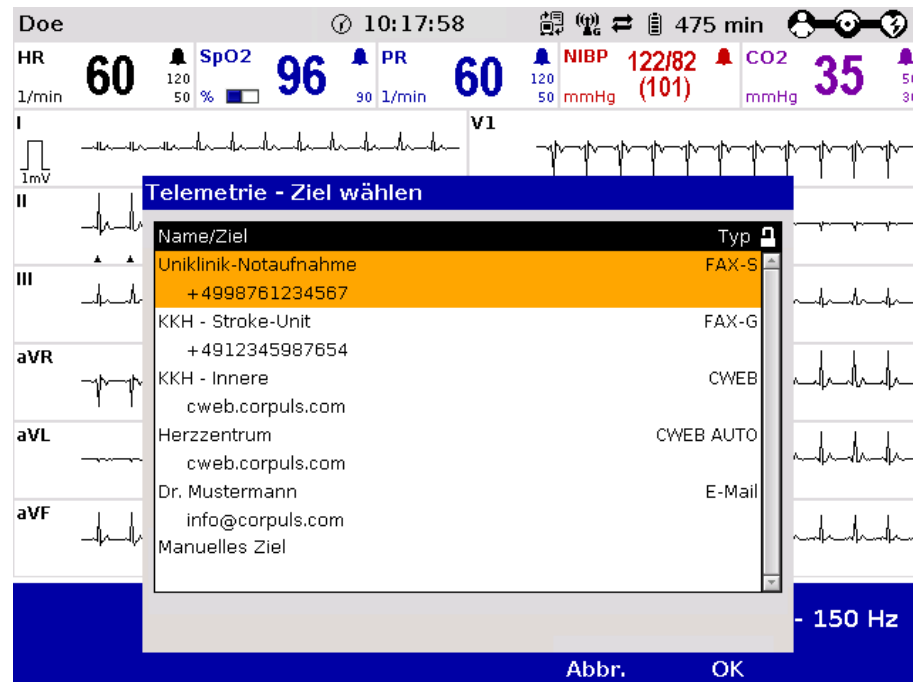 Doe 10:17:58 475 min
HR 60 120 50 1/min
SpO2 96 90 %
PR 60 120 50 1/min
NIBP 122/82 (101) mmHg
CO2 35 mmHg
I V1
1mV
II
III
aVR
aVL
aVF
Telemetrie - Ziel wählen
Name/Ziel Typ
Uniklinik-Notaufnahme FAX-S
+4998761234567
KKH - Stroke-Unit FAX-G
+4912345987654
KKH - Innere CWEB
cweb.corpuls.com
Herzzentrum CWEB AUTO
cweb.corpuls.com
Dr. Mustermann E-Mail
info@corpuls.com
Manuelles Ziel
- 150 Hz
Abbr. OK